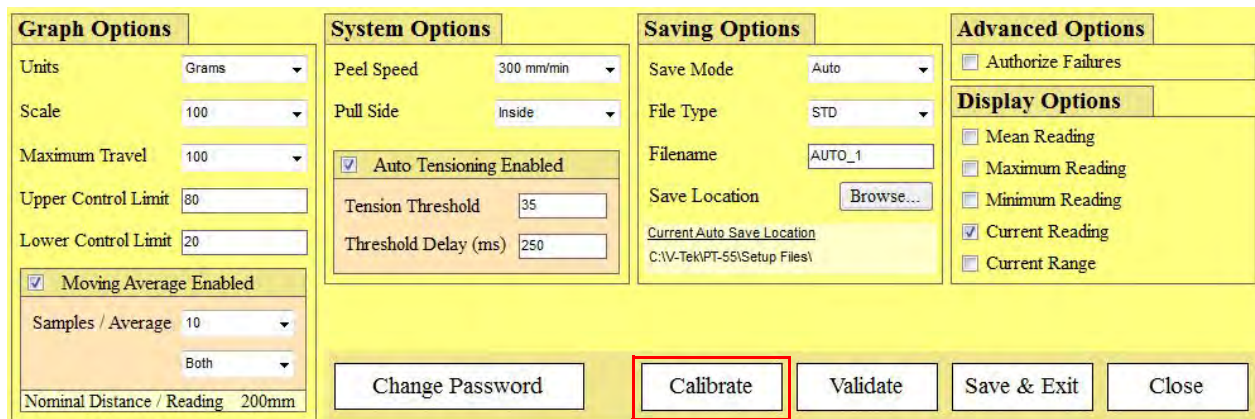 Graph Options
Units
Grams
Scale
100
Maximum Travel
100
Upper Control Limit
80
Lower Control Limit
20
Moving Average Enabled
Samples / Average
10
Both
Nominal Distance / Reading 200mm
System Options
Peel Speed
300 mm/min
Pull Side
Inside
Auto Tensioning Enabled
Tension Threshold
35
Threshold Delay (ms)
250
Saving Options
Save Mode
Auto
File Type
STD
Filename
AUTO_1
Save Location
Browse...
Current Auto Save Location
C:\V-Tek\PT-55\Setup Files\
Advanced Options
Authorize Failures
Display Options
Mean Reading
Maximum Reading
Minimum Reading
Current Reading
Current Range
Change Password
Calibrate
Validate
Save & Exit
Close